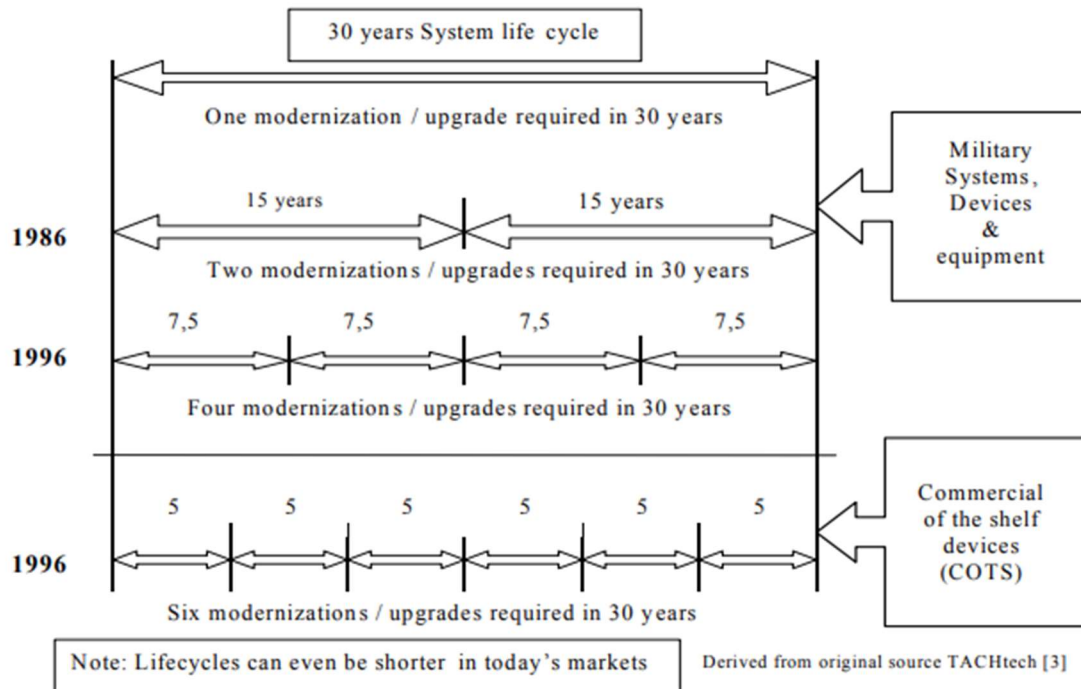 30 years System life cycle
One modernization / upgrade required in 30 years
Military
Systems,
Devices
&
equipment
15 years 15 years
1986
Two modernizations / upgrades required in 30 years
7,5 7,5 7,5 7,5
1996
Four modernizations / upgrades required in 30 years
5 5 5 5 5 5
1996
Commercial
of the shelf
devices
(COTS)
Six modernizations / upgrades required in 30 years
Note: Lifecycles can even be shorter in today's markets
Derived from original source TACHtech [3]